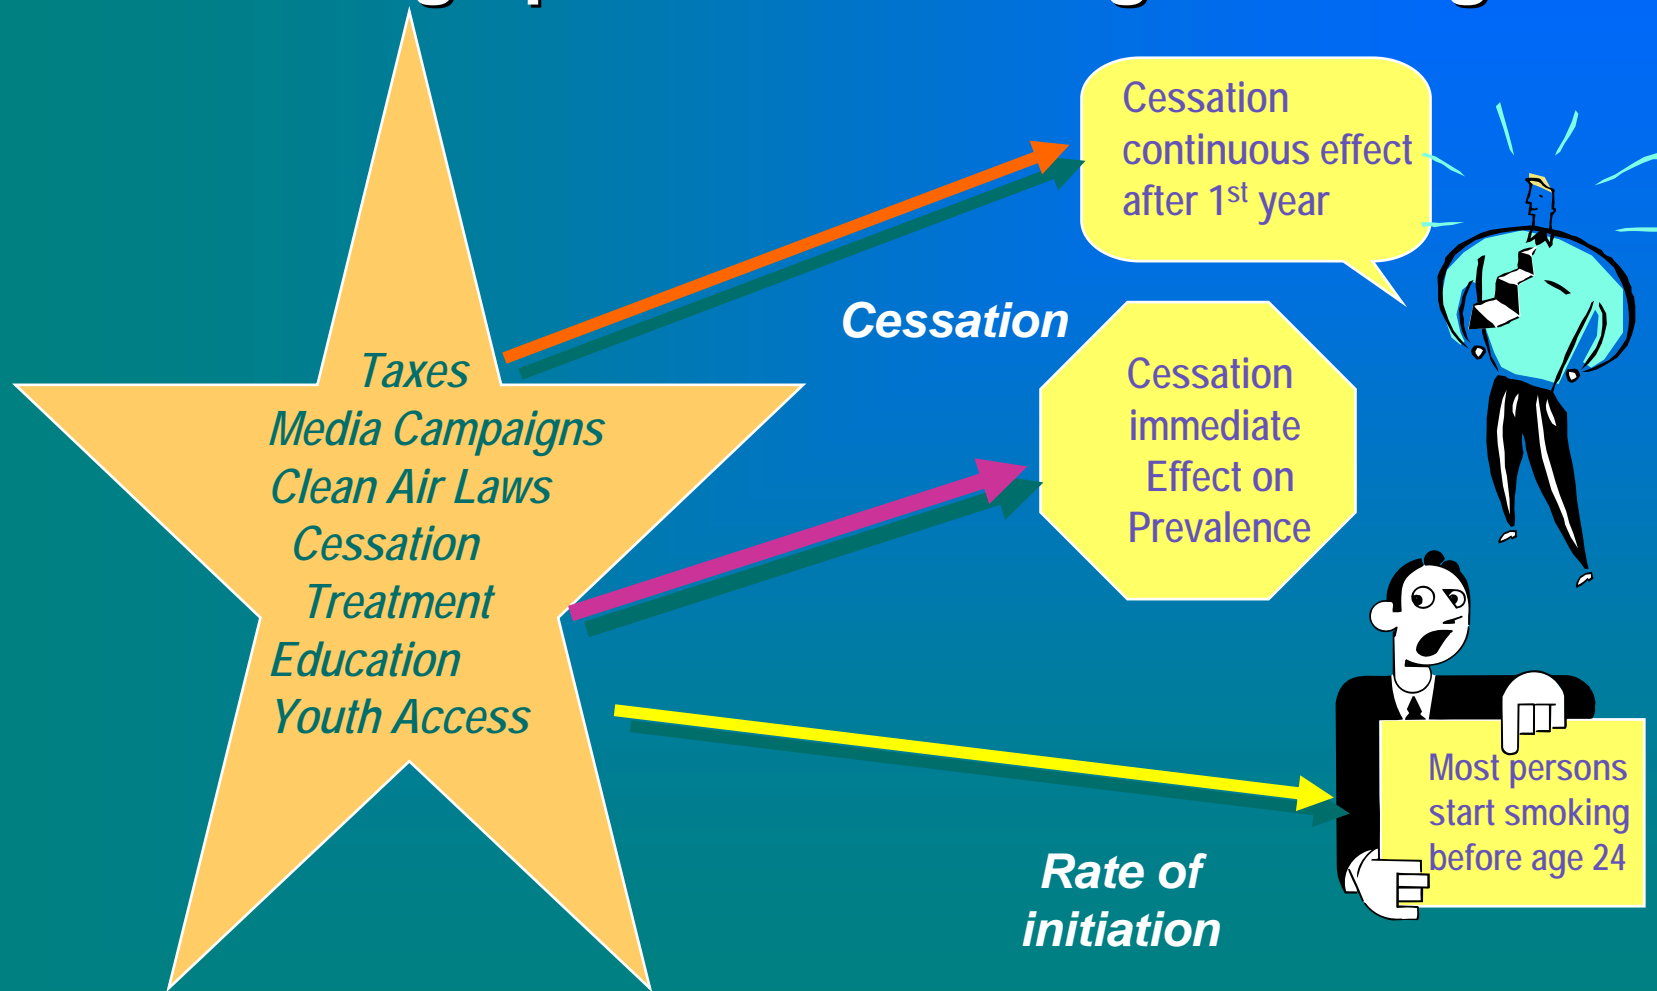 Taxes
Media Campaigns
Clean Air Laws
Cessation
Treatment
Education
Youth Access
Cessation
continuous effect
after 1st year
Cessation
Cessation
immediate
Effect on
Prevalence
Most persons
start smoking
before age 24
Rate of
initiation